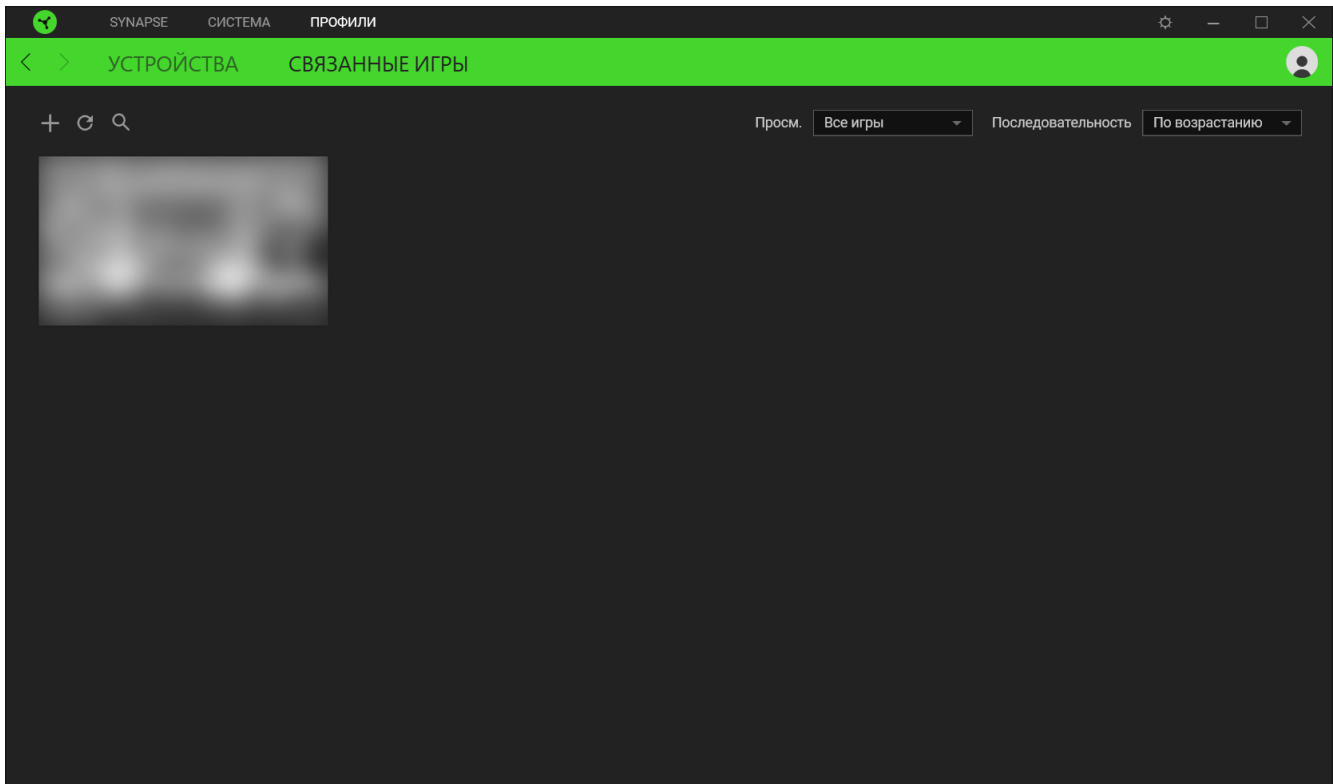 SYNAPSE СИСТЕМА ПРОФИЛИ
УСТРОЙСТВА СВЯЗАННЫЕ ИГРЫ
Просм. Все игры Последовательность По возрастанию